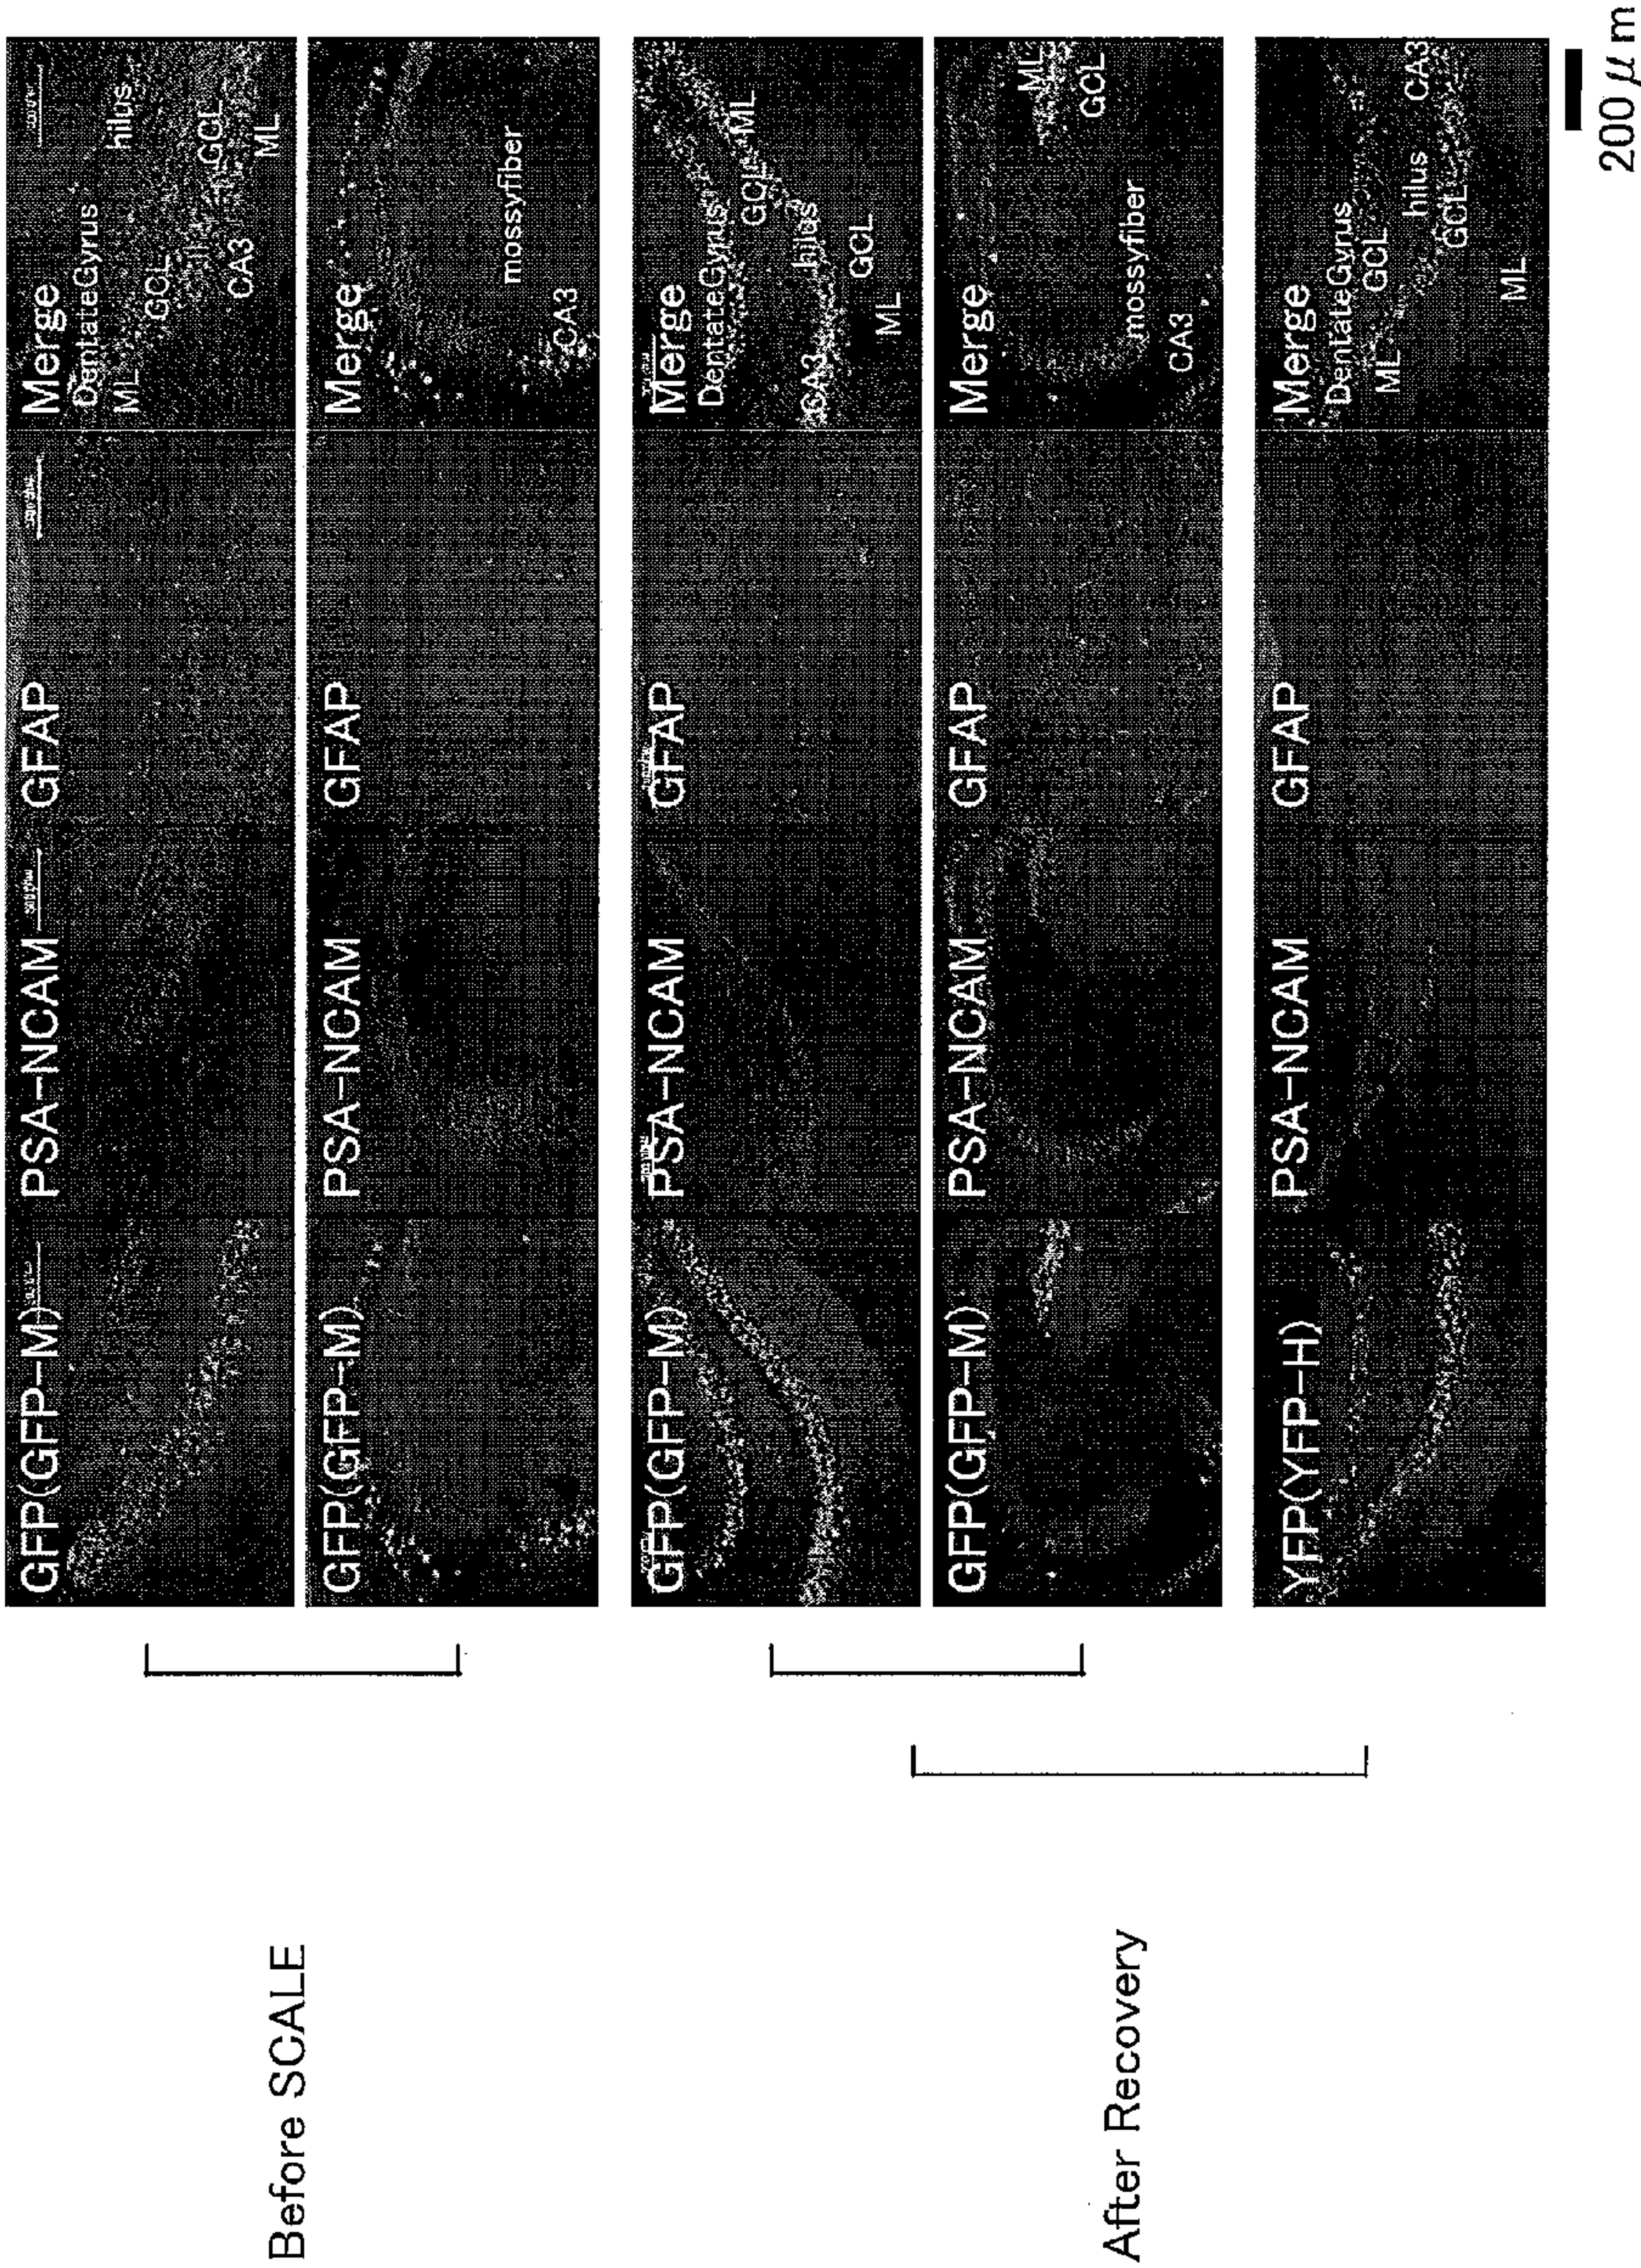 GFP(GFP-M)
PSA-NCAM
GFAP
Merge
DentateGyrus
hilus
ML
GCL
GCL
CA3
ML
Before SCALE
GFP(GFP-M)
PSA-NCAM
GFAP
Merge
mossyfiber
CA3
GFP(GFP-M)
PSA-NCAM
GFAP
Merge
DentateGyrus
ML
GCL
hilus
CA3
GCL
ML
After Recovery
GFP(GFP-M)
PSA-NCAM
GFAP
Merge
ML
GCL
mossyfiber
CA3
YFP(YFP-H)
PSA-NCAM
GFAP
Merge
DentateGyrus
GCL
ML
hilus
CA3
GCL
ML
200 μm